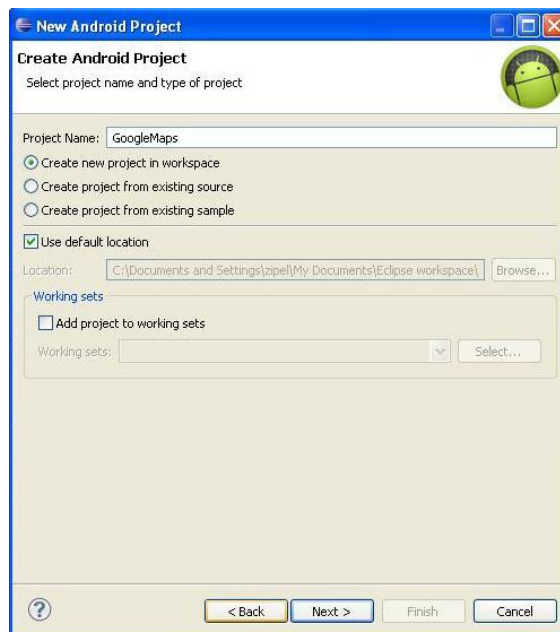 New Android Project
Create Android Project
Select project name and type of project
Project Name: GoogleMaps
Create new project in workspace
Create project from existing source
Create project from existing sample
Use default location
Location: C:\Documents and Settings\zipel\My Documents\Eclipse workspace\ Browse...
Working sets
Add project to working sets
Working sets: Select...
? < Back Next > Finish Cancel